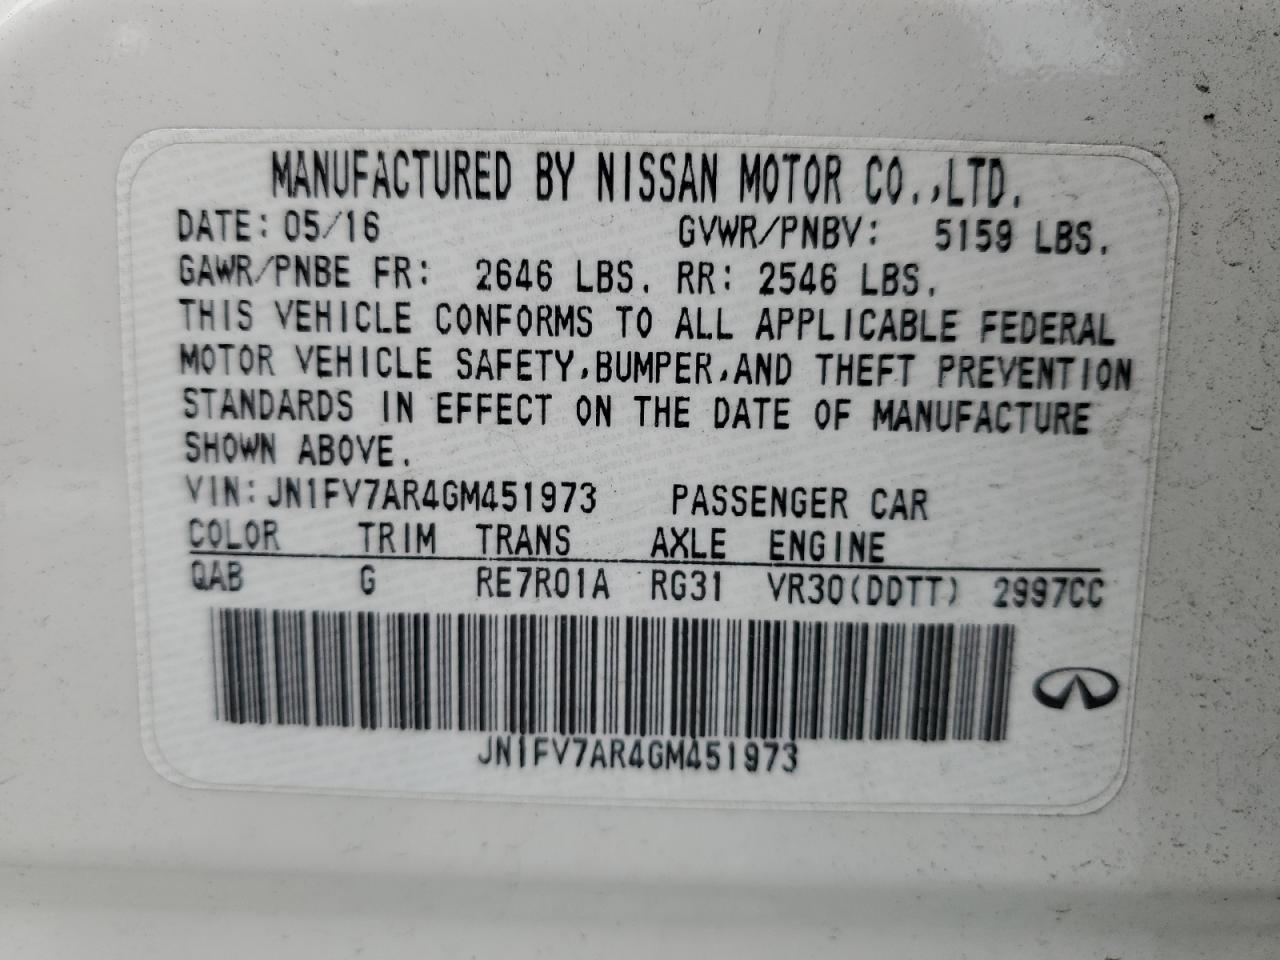 MANUFACTURED BY NISSAN MOTOR CO.,LTD.
DATE: 05/16 GVWR/PNBV: 5159 LBS.
GAWR/PNBE FR: 2646 LBS. RR: 2546 LBS.
THIS VEHICLE CONFORMS TO ALL APPLICABLE FEDERAL
MOTOR VEHICLE SAFETY,BUMPER,AND THEFT PREVENTION
STANDARDS IN EFFECT ON THE DATE OF MANUFACTURE
SHOWN ABOVE.
VIN: JN1FV7AR4GM451973 PASSENGER CAR
COLOR TRIM TRANS AXLE ENGINE
QAB G RE7R01A RG31 VR30(DDTT) 2997CC
JN1FV7AR4GM451973